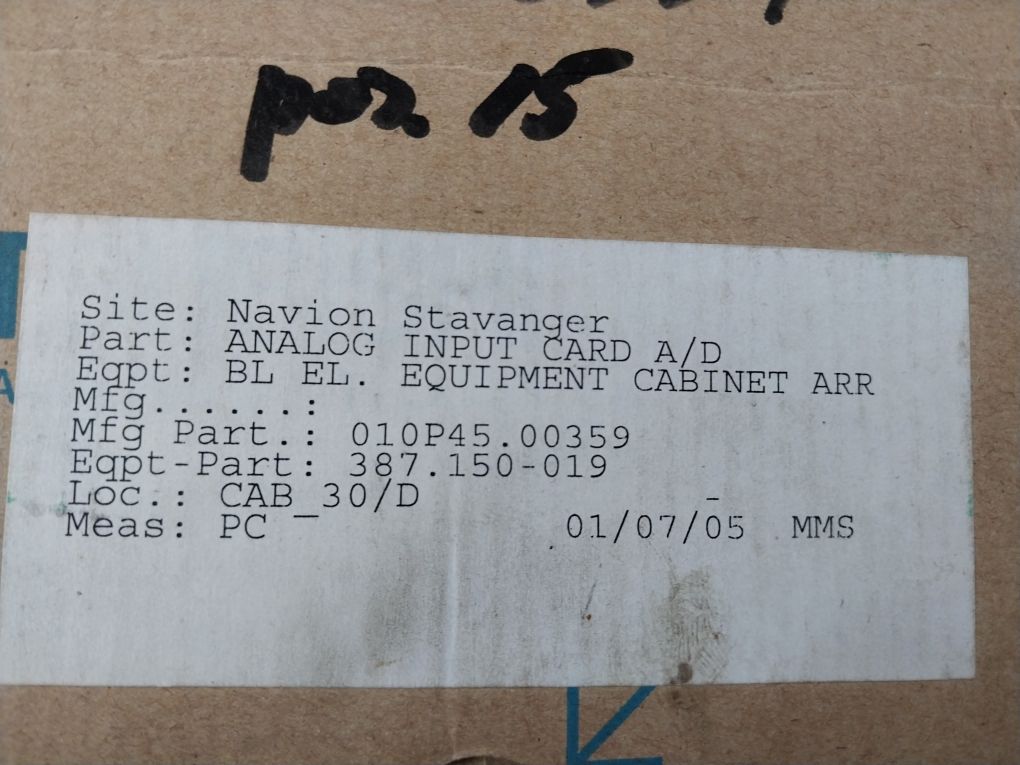 poz. 15
Site: Navion Stavanger
Part: ANALOG INPUT CARD A/D
Eqpt: BL EL. EQUIPMENT CABINET ARR
Mfg.......:
Mfg Part.: 010P45.00359
Eqpt-Part: 387.150-019
Loc.: CAB_30/D -
Meas: PC 01/07/05 MMS
A